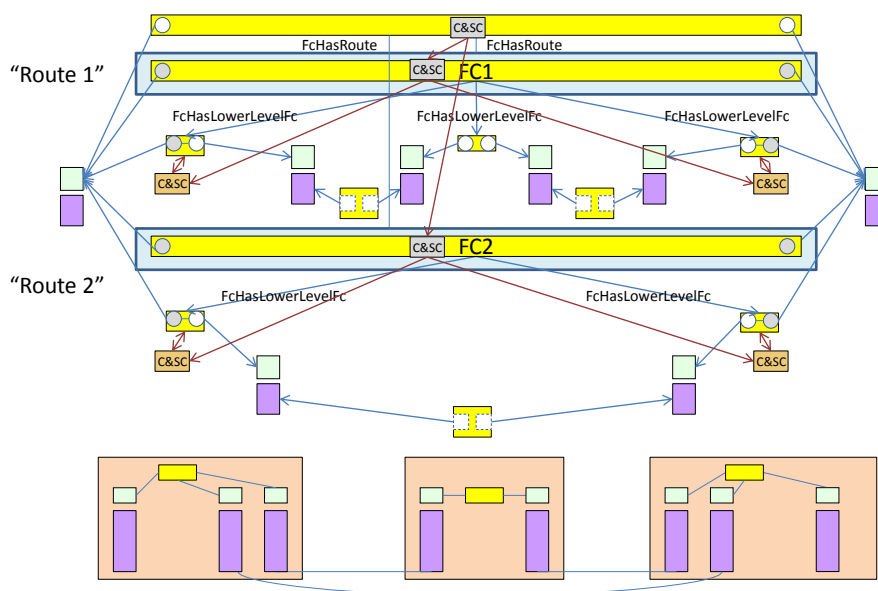 C&SC
FcHasRoute FcHasRoute
“Route 1”
C&SC FC1
FcHasLowerLevelFc FcHasLowerLevelFc FcHasLowerLevelFc
C&SC C&SC
C&SC FC2
“Route 2”
FcHasLowerLevelFc FcHasLowerLevelFc
C&SC C&SC